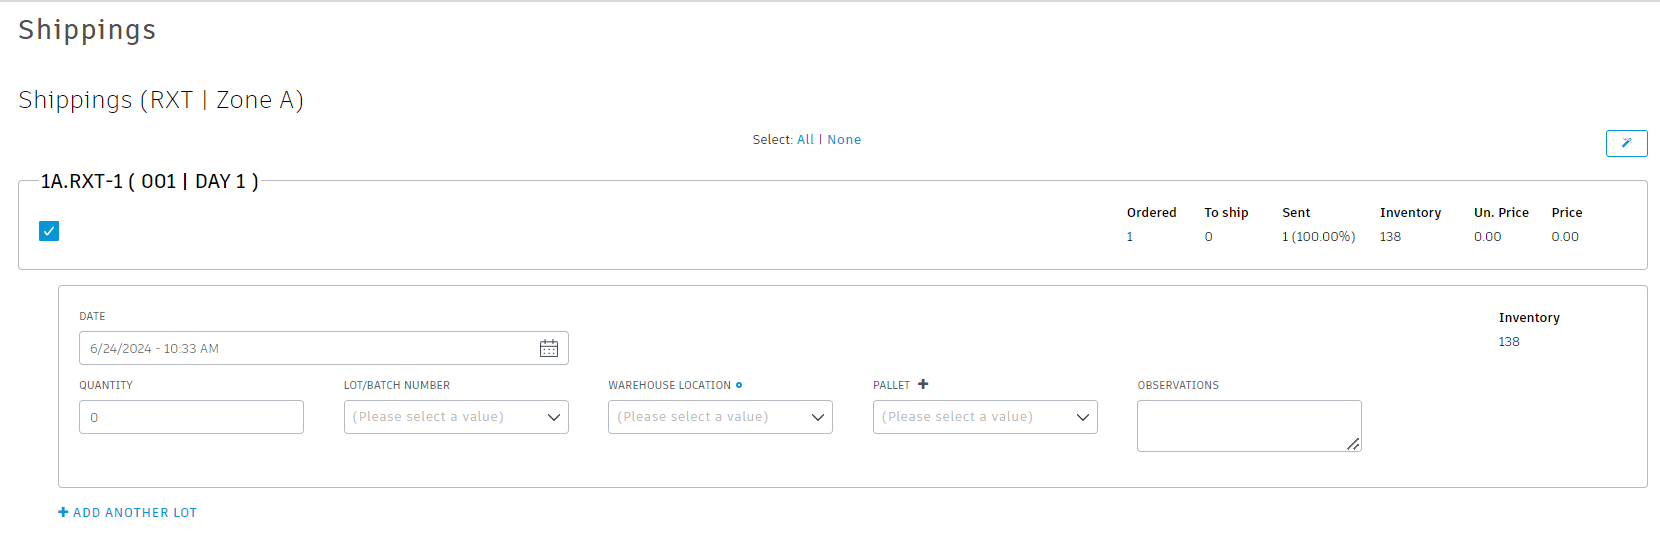 Shippings
Shippings (RXT | Zone A)
Select: All | None
1A.RXT-1 ( 001 | DAY 1 )
Ordered To ship Sent Inventory Un. Price Price
1 0 1 (100.00%) 138 0.00 0.00
DATE
6/24/2024 - 10:33 AM
Inventory
138
QUANTITY LOT/BATCH NUMBER WAREHOUSE LOCATION PALLET OBSERVATIONS
0 (Please select a value) (Please select a value) (Please select a value)
ADD ANOTHER LOT